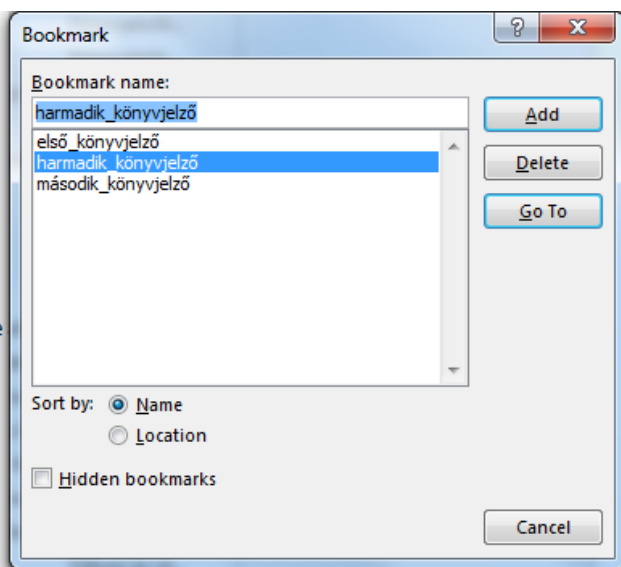 Bookmark
Bookmark name:
harmadik_könyvjelző
Add
első_könyvjelző
harmadik_könyvjelző
második_könyvjelző
Delete
Go To
Sort by: Name
Location
Hidden bookmarks
Cancel